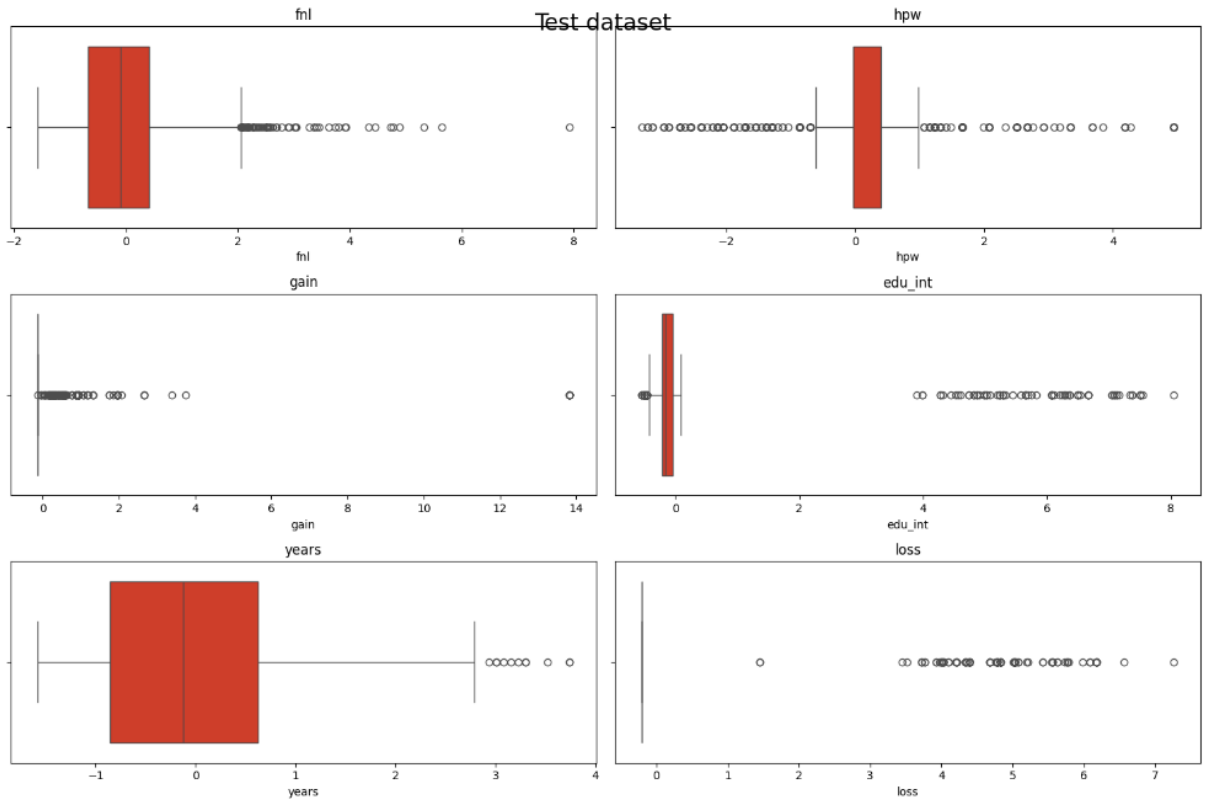 Test dataset
fnl
hpw
−2 0 2 4 6 8
−2 0 2 4
fnl
hpw
gain
edu_int
0 2 4 6 8 10 12 14
0 2 4 6 8
gain
edu_int
years
loss
−1 0 1 2 3 4
0 1 2 3 4 5 6 7
years
loss